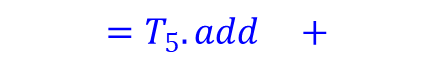 = T₅.add +